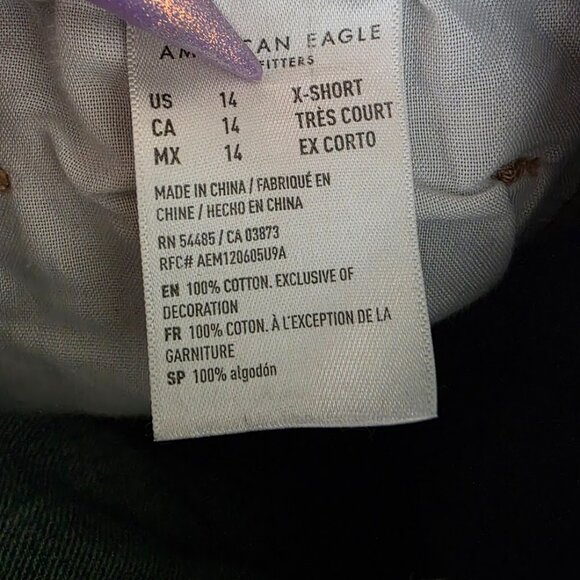 AM CAN EAGLE
FITTERS
US 14 X-SHORT
CA 14 TRÈS COURT
MX 14 EX CORTO
MADE IN CHINA / FABRIQUÉ EN
CHINE / HECHO EN CHINA
RN 54485 / CA 03873
RFC# AEM120605U9A
EN 100% COTTON. EXCLUSIVE OF
DECORATION
FR 100% COTON. À L'EXCEPTION DE LA
GARNITURE
SP 100% algodón